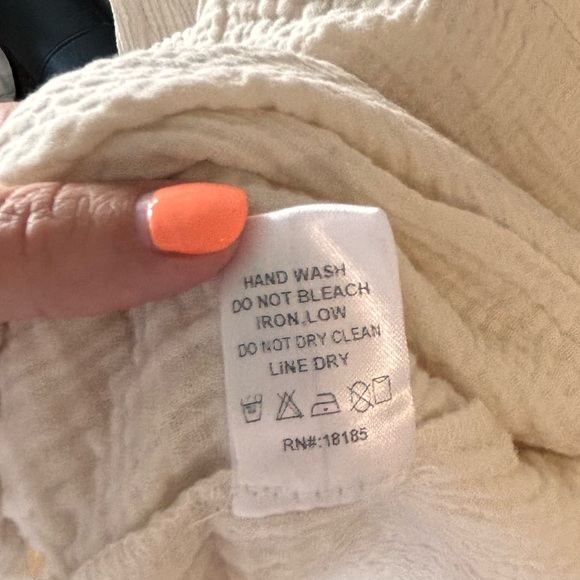 HAND WASH
DO NOT BLEACH
IRON LOW
DO NOT DRY CLEAN
LINE DRY
RN#:18185